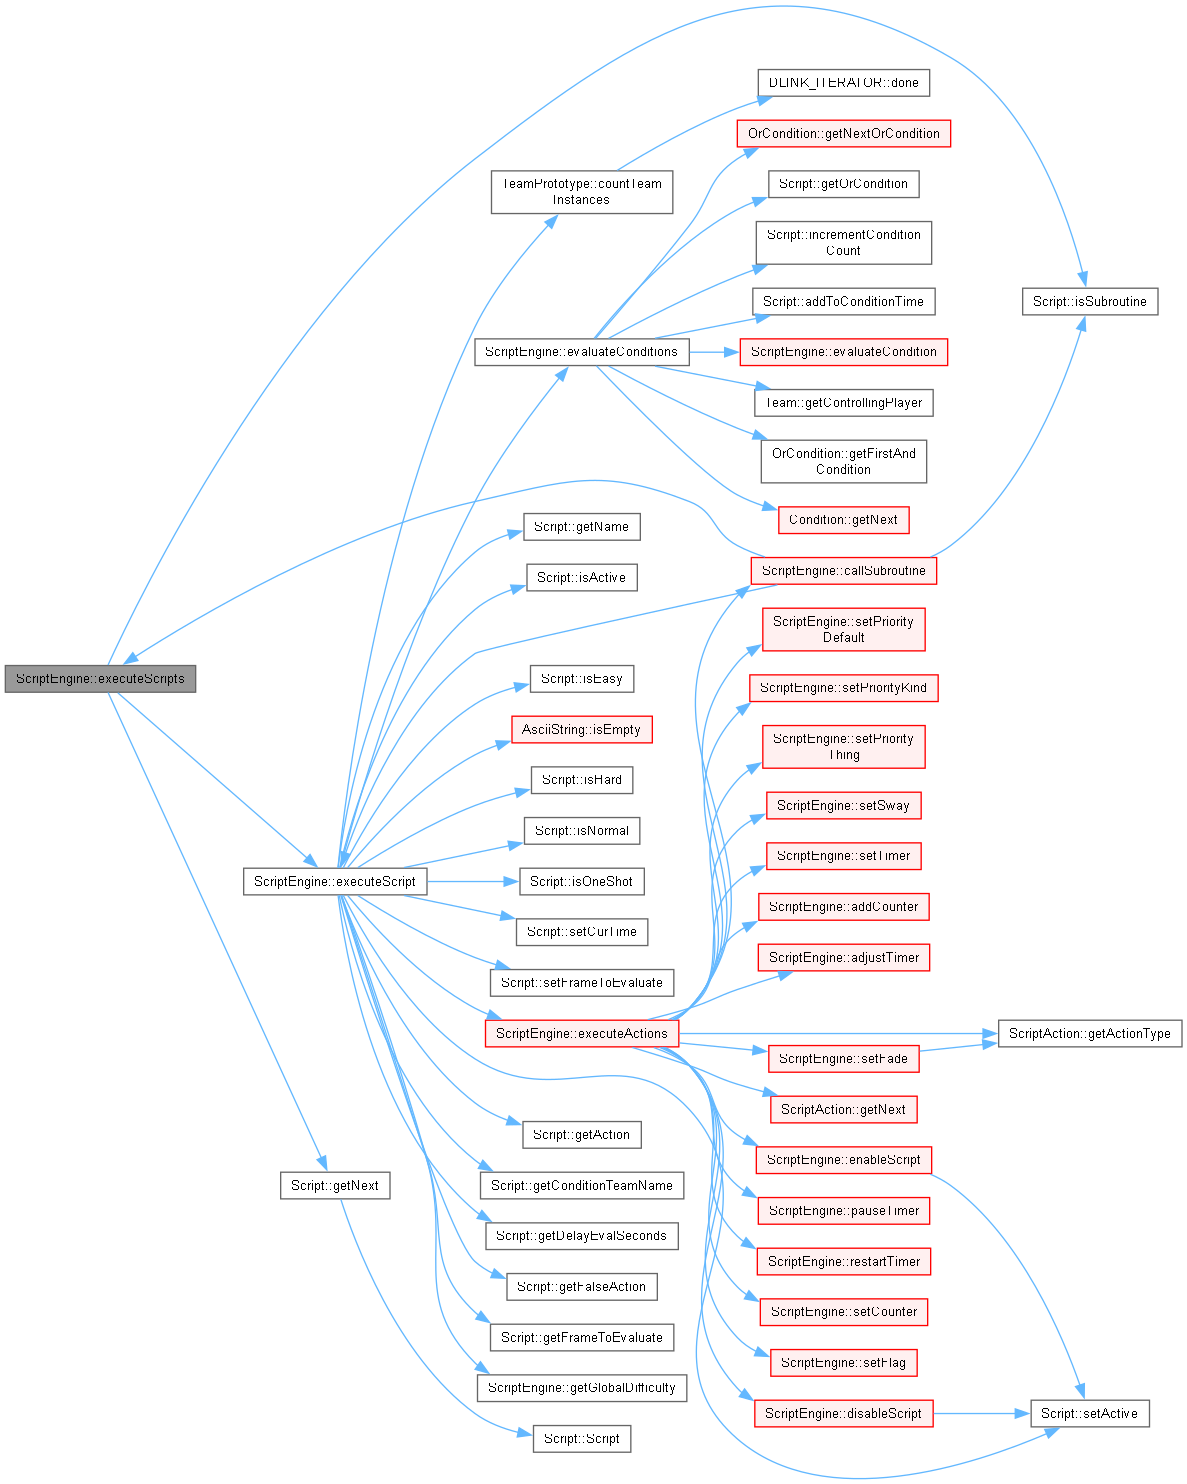 DLINK_ITERATOR::done
OrCondition::getNextOrCondition
TeamPrototype::countTeam
Instances
Script::getOrCondition
Script::incrementCondition
Count
Script::isSubroutine
Script::addToConditionTime
ScriptEngine::evaluateConditions
ScriptEngine::evaluateCondition
Team::getControllingPlayer
OrCondition::getFirstAnd
Condition
Condition::getNext
Script::getName
ScriptEngine::callSubroutine
Script::isActive
ScriptEngine::setPriority
Default
ScriptEngine::executeScripts
Script::isEasy
ScriptEngine::setPriorityKind
AsciiString::isEmpty
ScriptEngine::setPriority
Thing
Script::isHard
ScriptEngine::setSway
Script::isNormal
ScriptEngine::setTimer
ScriptEngine::executeScript
Script::isOneShot
ScriptEngine::addCounter
Script::setCurTime
ScriptEngine::adjustTimer
Script::setFrameToEvaluate
ScriptEngine::executeActions
ScriptAction::getActionType
ScriptEngine::setFade
ScriptAction::getNext
Script::getAction
ScriptEngine::enableScript
Script::getNext
Script::getConditionTeamName
ScriptEngine::pauseTimer
Script::getDelayEvalSeconds
ScriptEngine::restartTimer
Script::getFalseAction
ScriptEngine::setCounter
Script::getFrameToEvaluate
ScriptEngine::setFlag
ScriptEngine::getGlobalDifficulty
ScriptEngine::disableScript
Script::setActive
Script::Script